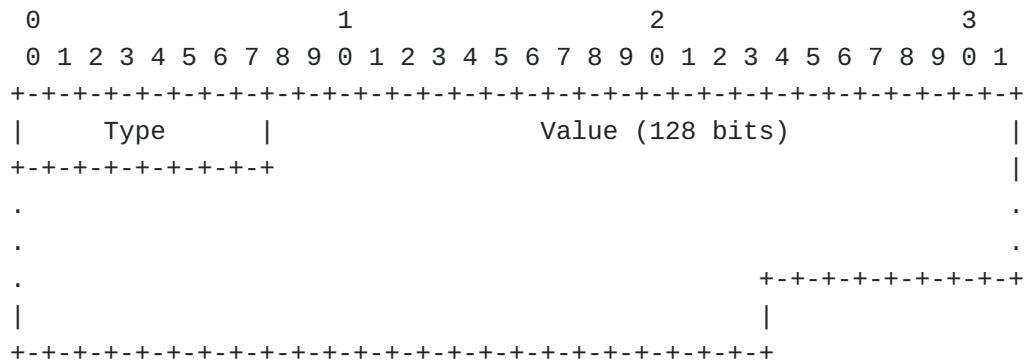 0                   1                   2                   3
 0 1 2 3 4 5 6 7 8 9 0 1 2 3 4 5 6 7 8 9 0 1 2 3 4 5 6 7 8 9 0 1
+-+-+-+-+-+-+-+-+-+-+-+-+-+-+-+-+-+-+-+-+-+-+-+-+-+-+-+-+-+-+-+-+
|     Type      |                 Value (128 bits)              |
+-+-+-+-+-+-+-+-+                                               |
.                                                               .
.                                                               .
.                                               +-+-+-+-+-+-+-+-+
|                                               |
+-+-+-+-+-+-+-+-+-+-+-+-+-+-+-+-+-+-+-+-+-+-+-+-+